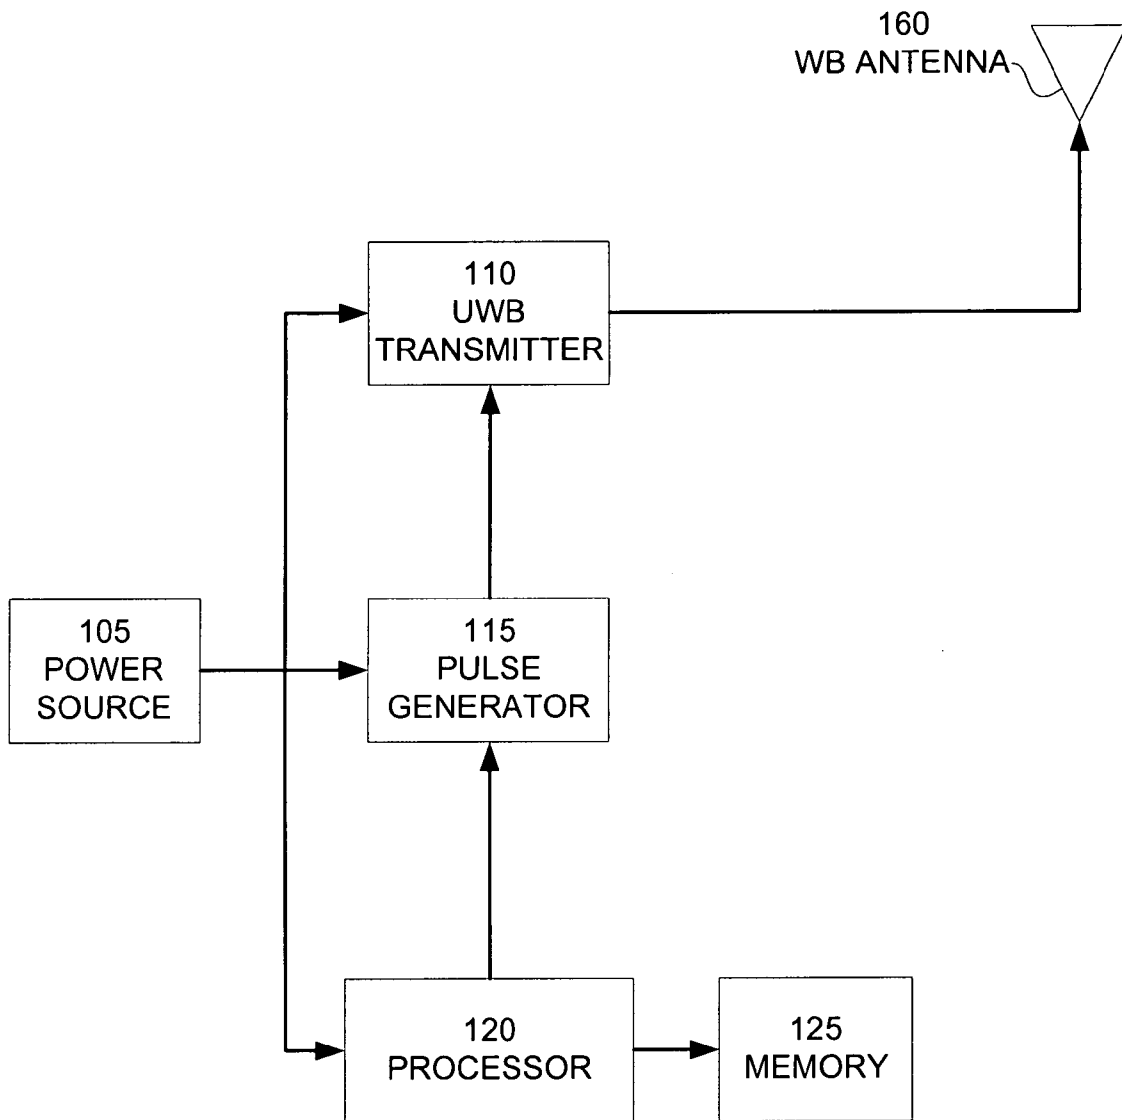 160
WB ANTENNA
110
UWB
TRANSMITTER
105
POWER
SOURCE
115
PULSE
GENERATOR
120
PROCESSOR
125
MEMORY